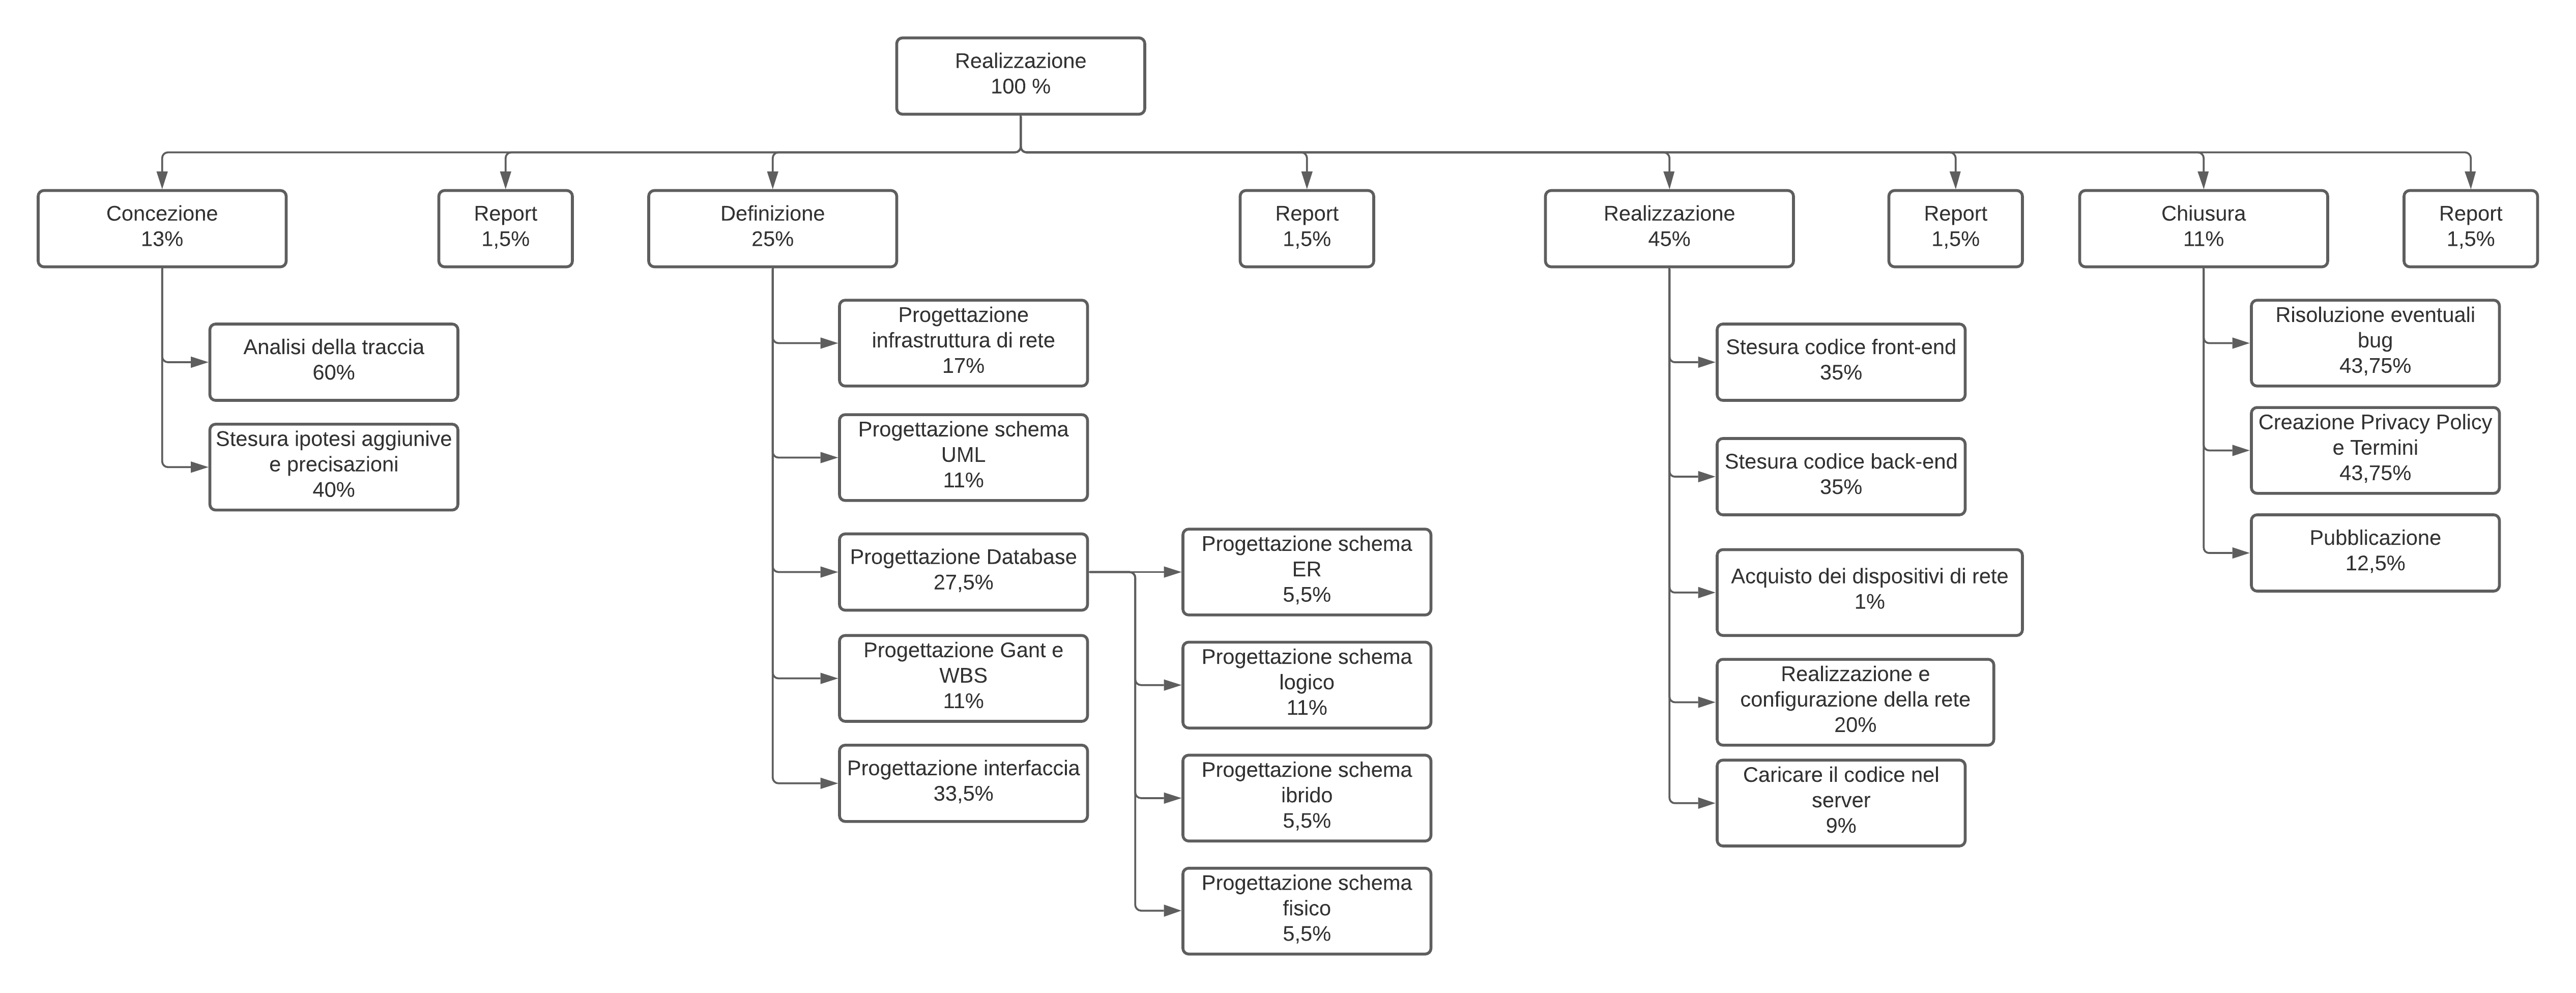 Realizzazione
100 %
Concezione
13%
Report
1,5%
Definizione
25%
Report
1,5%
Realizzazione
45%
Report
1,5%
Chiusura
11%
Report
1,5%
Analisi della traccia
60%
Stesura ipotesi aggiunive
e precisazioni
40%
Progettazione
infrastruttura di rete
17%
Progettazione schema
UML
11%
Progettazione Database
27,5%
Progettazione Gant e
WBS
11%
Progettazione interfaccia
33,5%
Progettazione schema
ER
5,5%
Progettazione schema
logico
11%
Progettazione schema
ibrido
5,5%
Progettazione schema
fisico
5,5%
Stesura codice front-end
35%
Stesura codice back-end
35%
Acquisto dei dispositivi di rete
1%
Realizzazione e
configurazione della rete
20%
Caricare il codice nel
server
9%
Risoluzione eventuali
bug
43,75%
Creazione Privacy Policy
e Termini
43,75%
Pubblicazione
12,5%